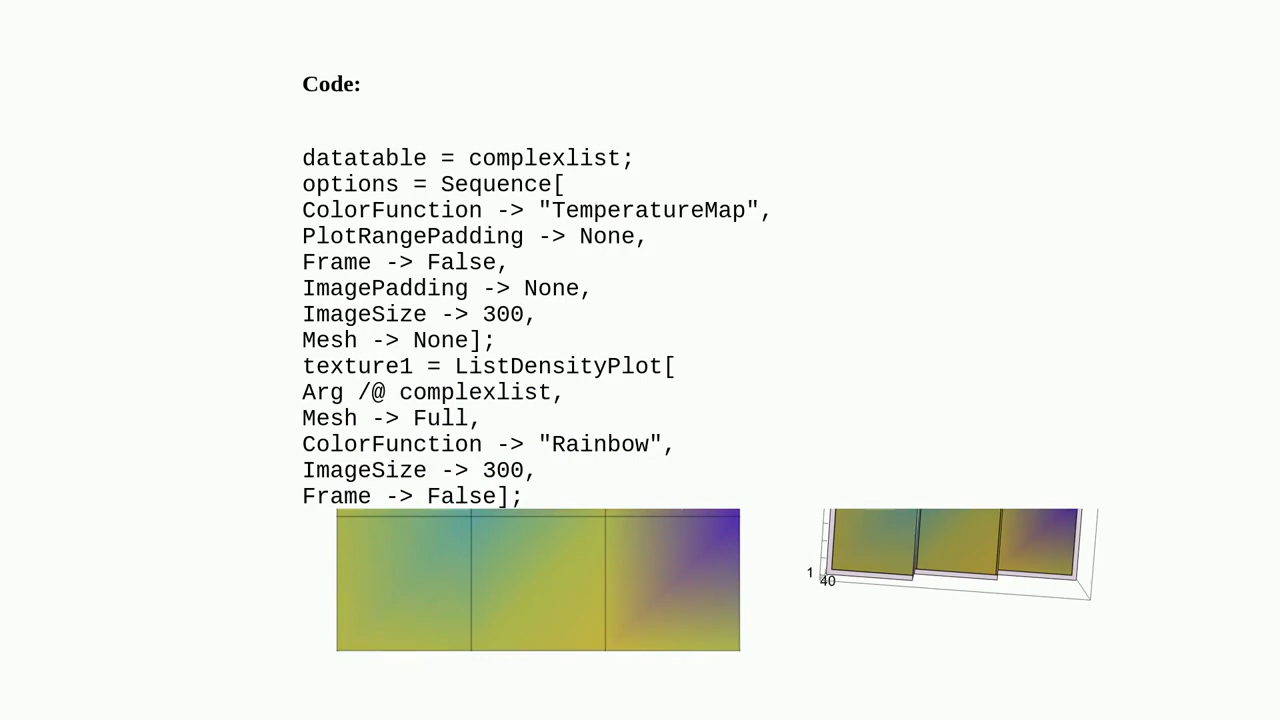 Code:
datatable = complexlist;
options = Sequence[
ColorFunction -> "TemperatureMap",
PlotRangePadding -> None,
Frame -> False,
ImagePadding -> None,
ImageSize -> 300,
Mesh -> None];
texture1 = ListDensityPlot[
Arg /@ complexlist,
Mesh -> Full,
ColorFunction -> "Rainbow",
ImageSize -> 300,
Frame -> False];
1
40